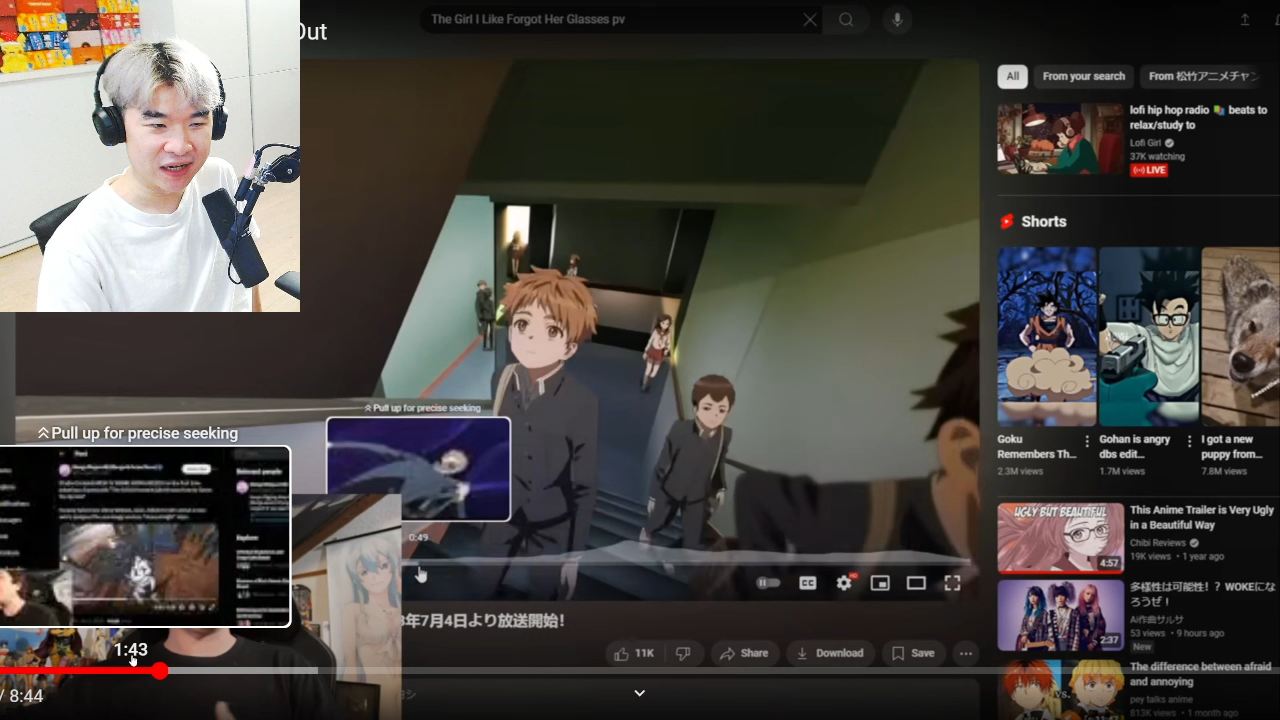 Out
The Girl I Like Forgot Her Glasses pv
All
From your search
From 松竹アニメチャン
lofi hip hop radio 📚 beats to
relax/study to
Lofi Girl
37K watching
LIVE
Shorts
Goku
Remembers Th...
2.3M views
Gohan is angry
dbs edit...
1.7M views
I got a new
puppy from...
7.8M views
UGLY BUT BEAUTIFUL
4:57
This Anime Trailer is Very Ugly
in a Beautiful Way
Chibi Reviews
19K views • 1 year ago
2:37
多様性は可能性!? WOKEにな
ろうぜ!
Ai作曲サルサ
53 views • 9 hours ago
New
vs.
The difference between afraid
and annoying
pey talks anime
813K views • 1 month ago
Pull up for precise seeking
0:49
CC
HD
年7月4日より放送開始!
11K
Share
Download
Save
Pull up for precise seeking
1:43
/ 8:44